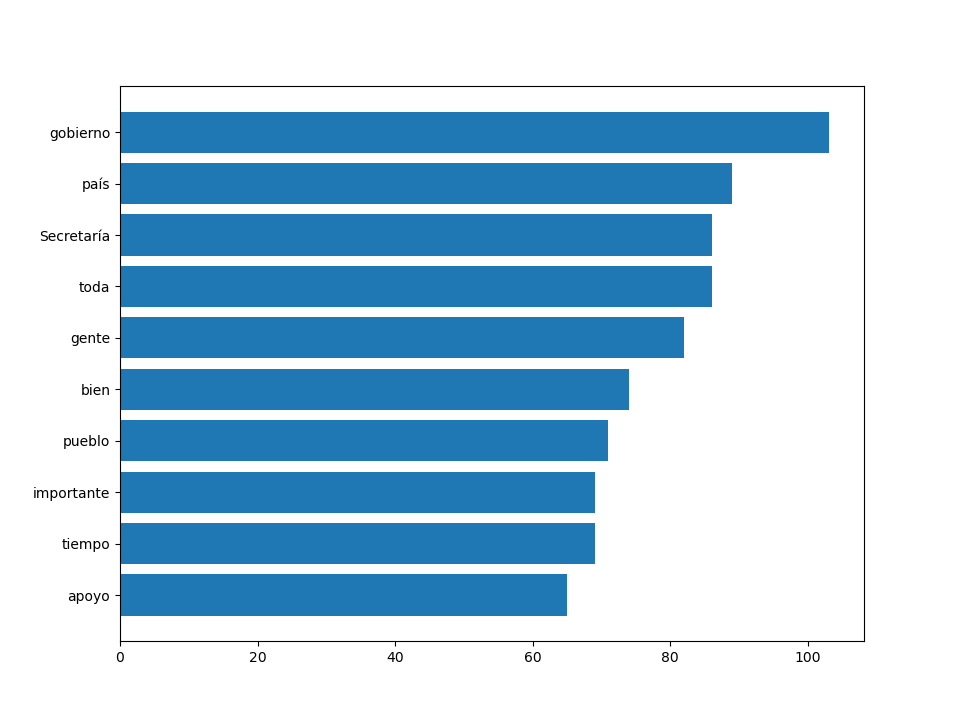 gobierno
país
Secretaría
toda
gente
bien
pueblo
importante
tiempo
apoyo
0 20 40 60 80 100